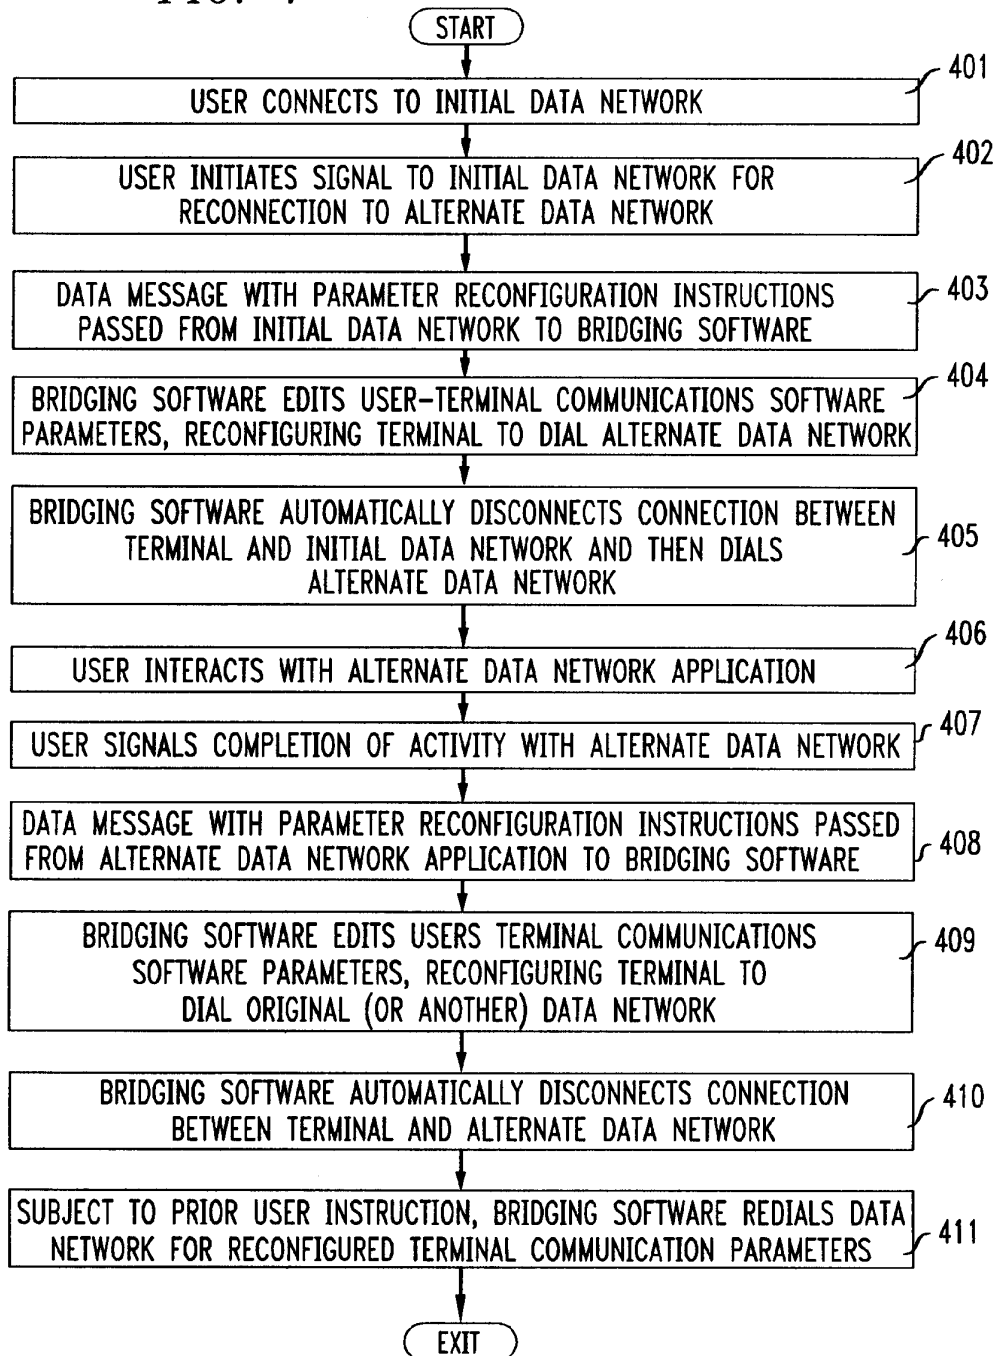 START
401
USER CONNECTS TO INITIAL DATA NETWORK
402
USER INITIATES SIGNAL TO INITIAL DATA NETWORK FOR
RECONNECTION TO ALTERNATE DATA NETWORK
403
DATA MESSAGE WITH PARAMETER RECONFIGURATION INSTRUCTIONS
PASSED FROM INITIAL DATA NETWORK TO BRIDGING SOFTWARE
404
BRIDGING SOFTWARE EDITS USER-TERMINAL COMMUNICATIONS SOFTWARE
PARAMETERS, RECONFIGURING TERMINAL TO DIAL ALTERNATE DATA NETWORK
BRIDGING SOFTWARE AUTOMATICALLY DISCONNECTS CONNECTION BETWEEN
TERMINAL AND INITIAL DATA NETWORK AND THEN DIALS
405
ALTERNATE DATA NETWORK
406
USER INTERACTS WITH ALTERNATE DATA NETWORK APPLICATION
407
USER SIGNALS COMPLETION OF ACTIVITY WITH ALTERNATE DATA NETWORK
DATA MESSAGE WITH PARAMETER RECONFIGURATION INSTRUCTIONS PASSED
FROM ALTERNATE DATA NETWORK APPLICATION TO BRIDGING SOFTWARE
408
BRIDGING SOFTWARE EDITS USERS TERMINAL COMMUNICATIONS
409
SOFTWARE PARAMETERS, RECONFIGURING TERMINAL TO
DIAL ORIGINAL (OR ANOTHER) DATA NETWORK
BRIDGING SOFTWARE AUTOMATICALLY DISCONNECTS CONNECTION
410
BETWEEN TERMINAL AND ALTERNATE DATA NETWORK
SUBJECT TO PRIOR USER INSTRUCTION, BRIDGING SOFTWARE REDIALS DATA
411
NETWORK FOR RECONFIGURED TERMINAL COMMUNICATION PARAMETERS
EXIT